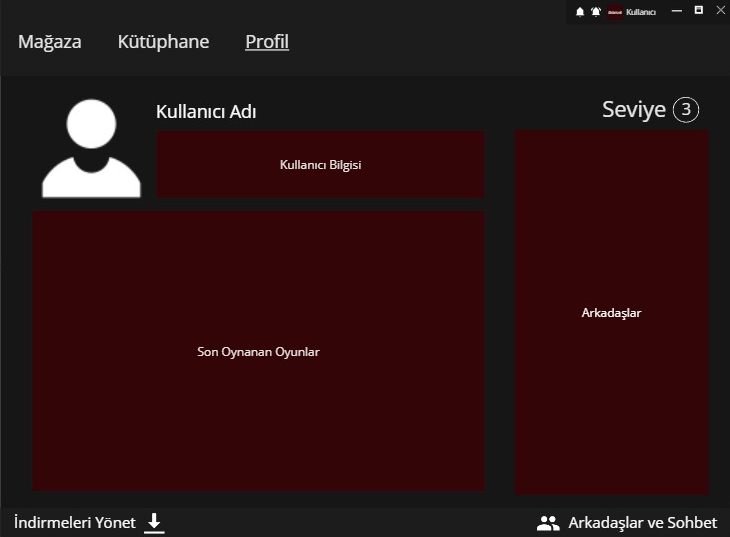 Kullanıcı
Mağaza Kütüphane Profil
Kullanıcı Adı
Seviye 3
Kullanıcı Bilgisi
Arkadaşlar
Son Oynanan Oyunlar
İndirmeleri Yönet
Arkadaşlar ve Sohbet